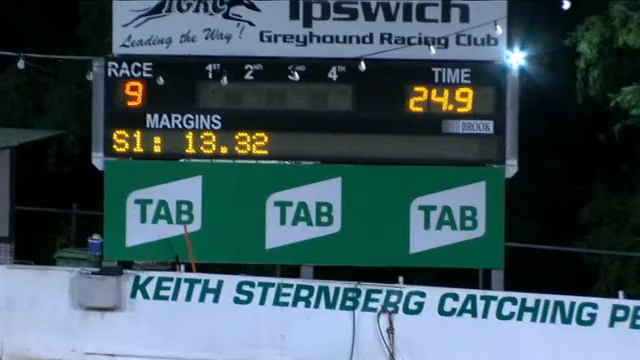 IGRC Ipswich
Leading the Way! Greyhound Racing Club
RACE 1ST 2ND 3RD 4TH TIME
9 24.9
MARGINS BROOK
S1: 13.32
TAB TAB TAB
KEITH STERNBERG CATCHING PE